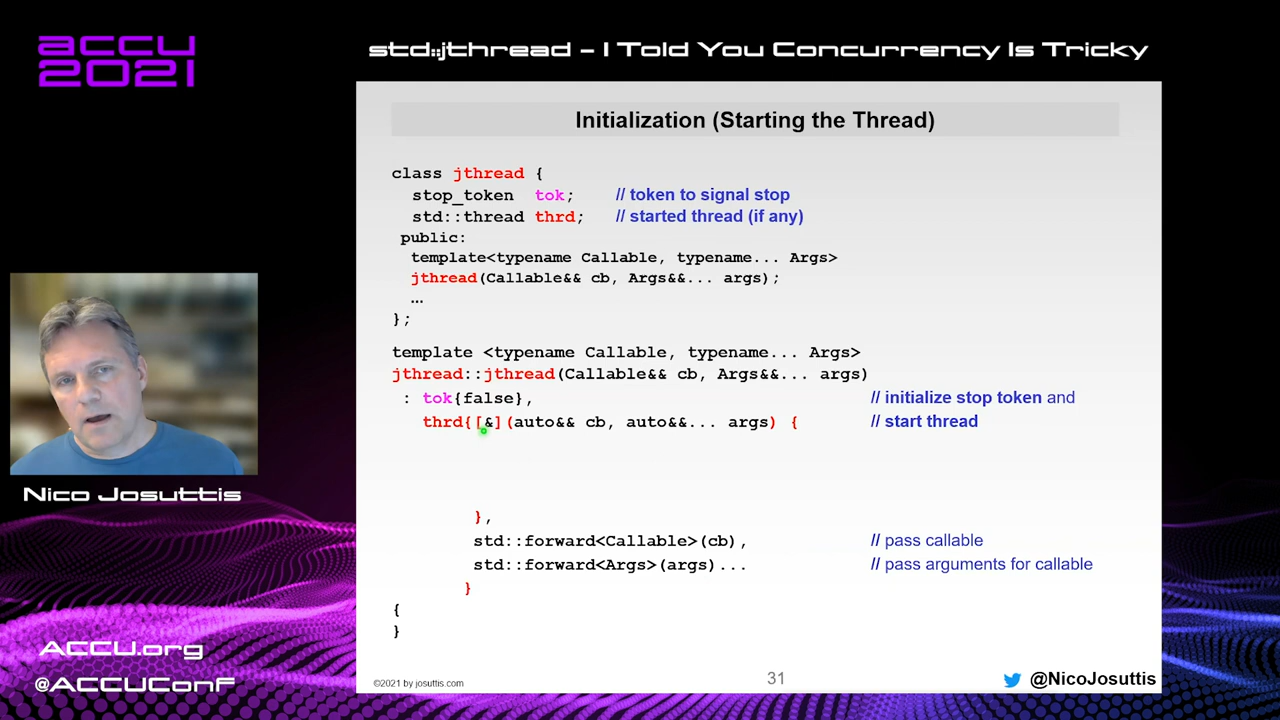 accu
2021
std::jthread – I Told You Concurrency Is Tricky
Initialization (Starting the Thread)
class jthread {
stop_token tok; // token to signal stop
std::thread thrd; // started thread (if any)
public:
template<typename Callable, typename... Args>
jthread(Callable&& cb, Args&&... args);
...
};
template <typename Callable, typename... Args>
jthread::jthread(Callable&& cb, Args&&... args)
: tok{false}, // initialize stop token and
thrd{[&](auto&& cb, auto&&... args) { // start thread
},
std::forward<Callable>(cb), // pass callable
std::forward<Args>(args)... // pass arguments for callable
}
{
}
©2021 by josuttis.com
31
@NicoJosuttis
Nico Josuttis
ACCU.org
@ACCUConf